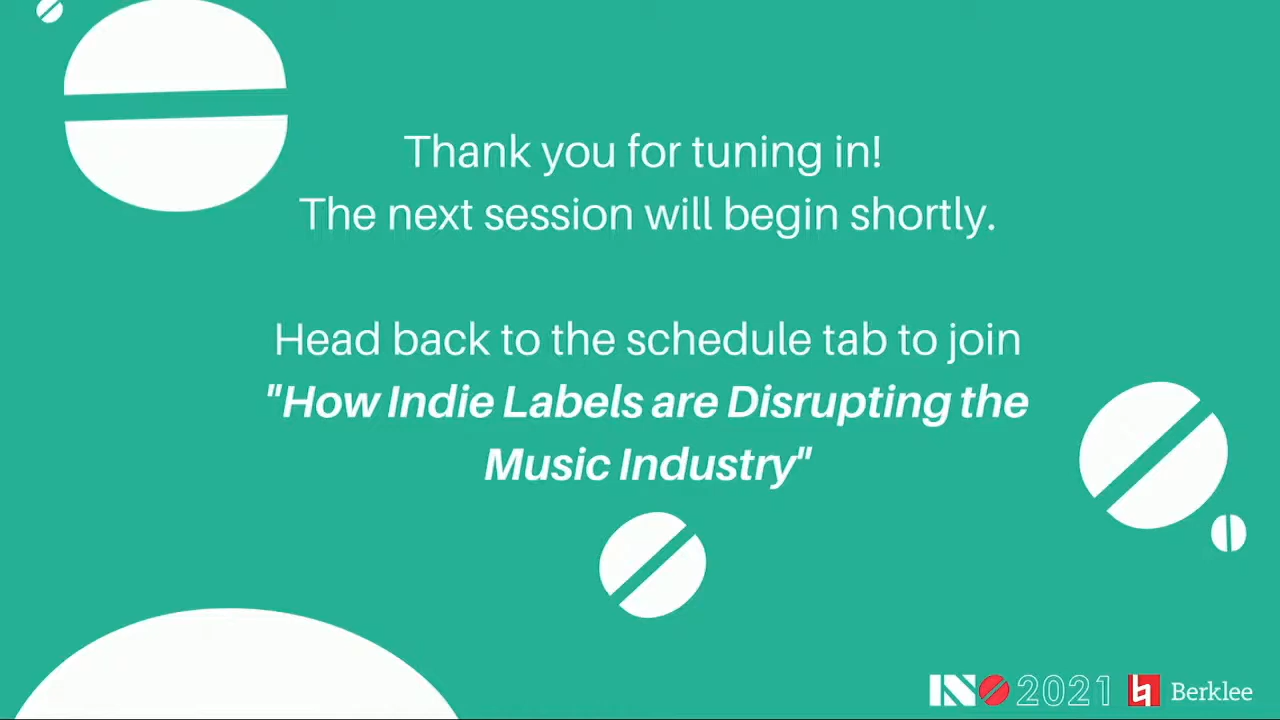 Thank you for tuning in!
The next session will begin shortly.
Head back to the schedule tab to join
"How Indie Labels are Disrupting the
Music Industry"
INO 2021 Berklee